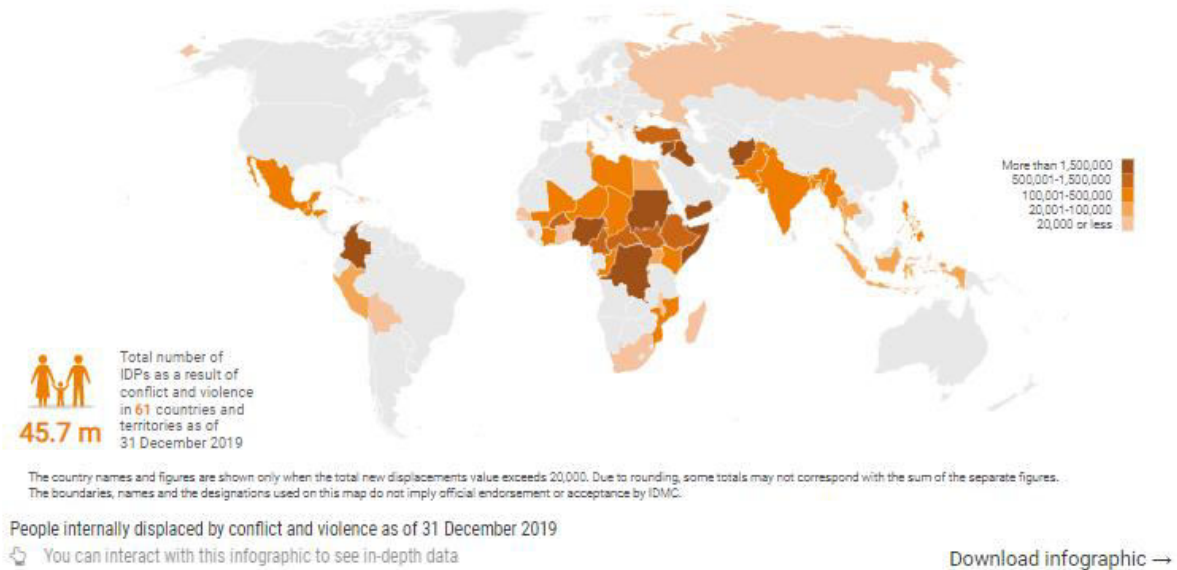 More than 1,500,000
500,001-1,500,000
100,001-500,000
20,001-100,000
20,000 or less
Total number of
IDPs as a result of
conflict and violence
in 61 countries and
territories as of
31 December 2019
45.7 m
The country names and figures are shown only when the total new displacements value exceeds 20,000. Due to rounding, some totals may not correspond with the sum of the separate figures.
The boundaries, names and the designations used on this map do not imply official endorsement or acceptance by IDMC.
People internally displaced by conflict and violence as of 31 December 2019
You can interact with this infographic to see in-depth data
Download infographic →